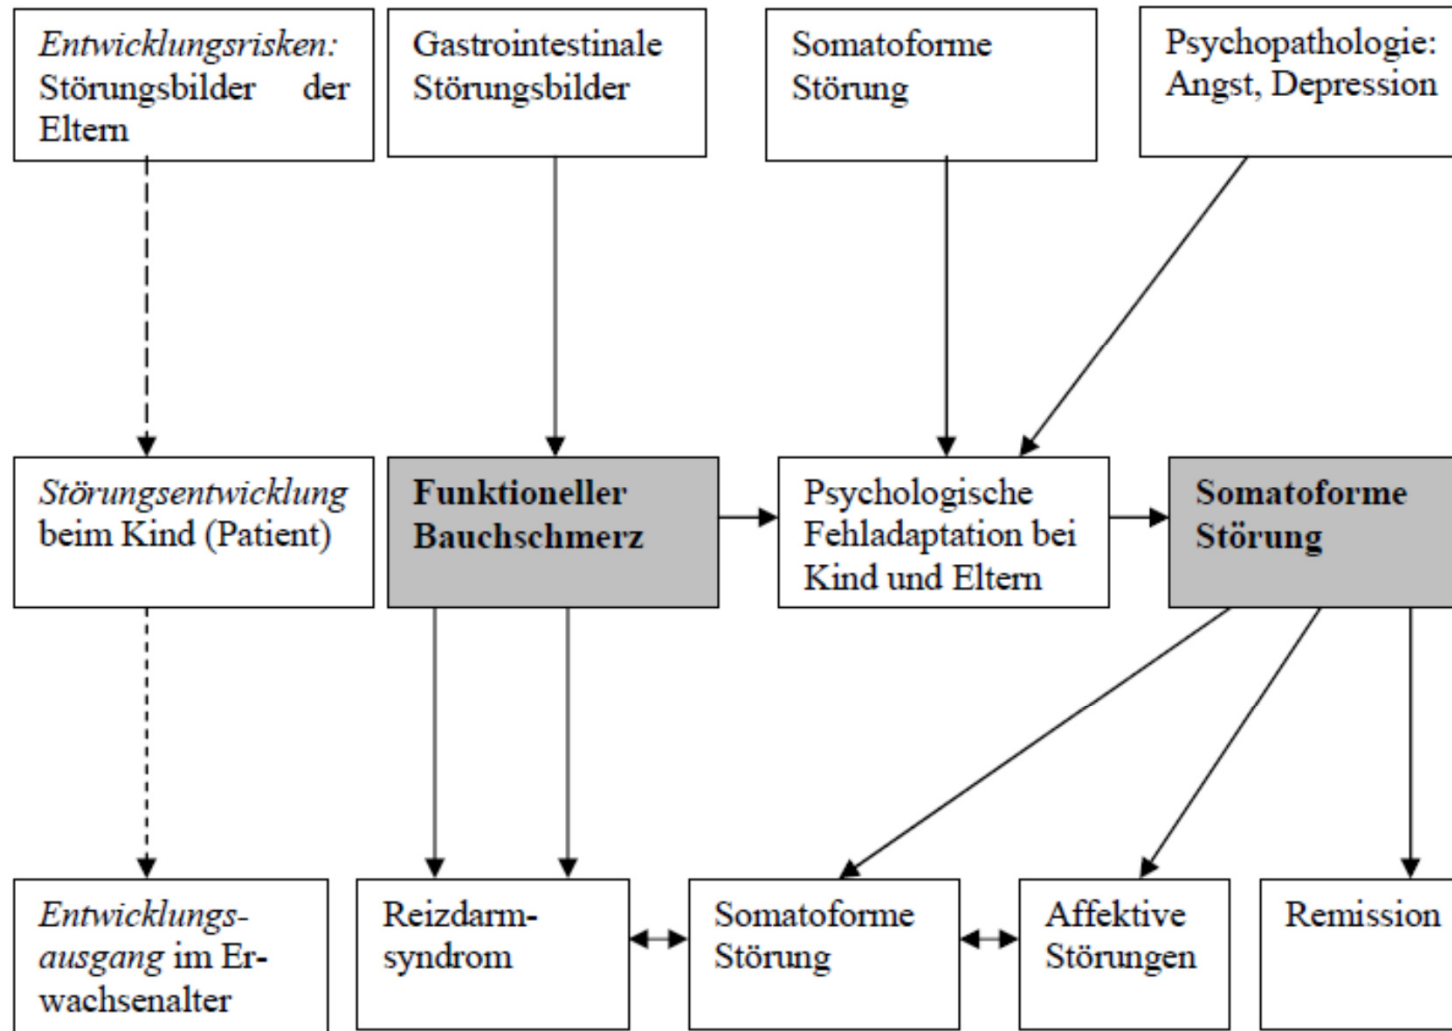 Entwicklungsrisken:
Störungsbilder der
Eltern
Gastrointestinale
Störungsbilder
Somatoforme
Störung
Psychopathologie:
Angst, Depression
Störungsentwicklung
beim Kind (Patient)
Funktioneller
Bauchschmerz
Psychologische
Fehladaptation bei
Kind und Eltern
Somatoforme
Störung
Entwicklungs-
ausgang im Er-
wachsenalter
Reizdarm-
syndrom
Somatoforme
Störung
Affektive
Störungen
Remission